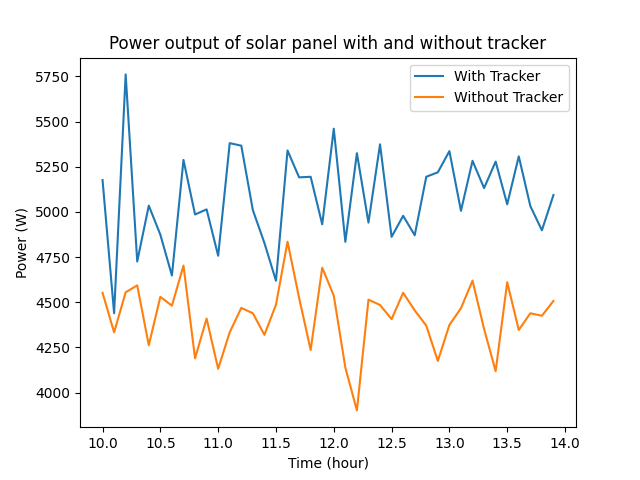 Power output of solar panel with and without tracker
With Tracker
Without Tracker
Power (W)
5750
5500
5250
5000
4750
4500
4250
4000
10.0 10.5 11.0 11.5 12.0 12.5 13.0 13.5 14.0
Time (hour)